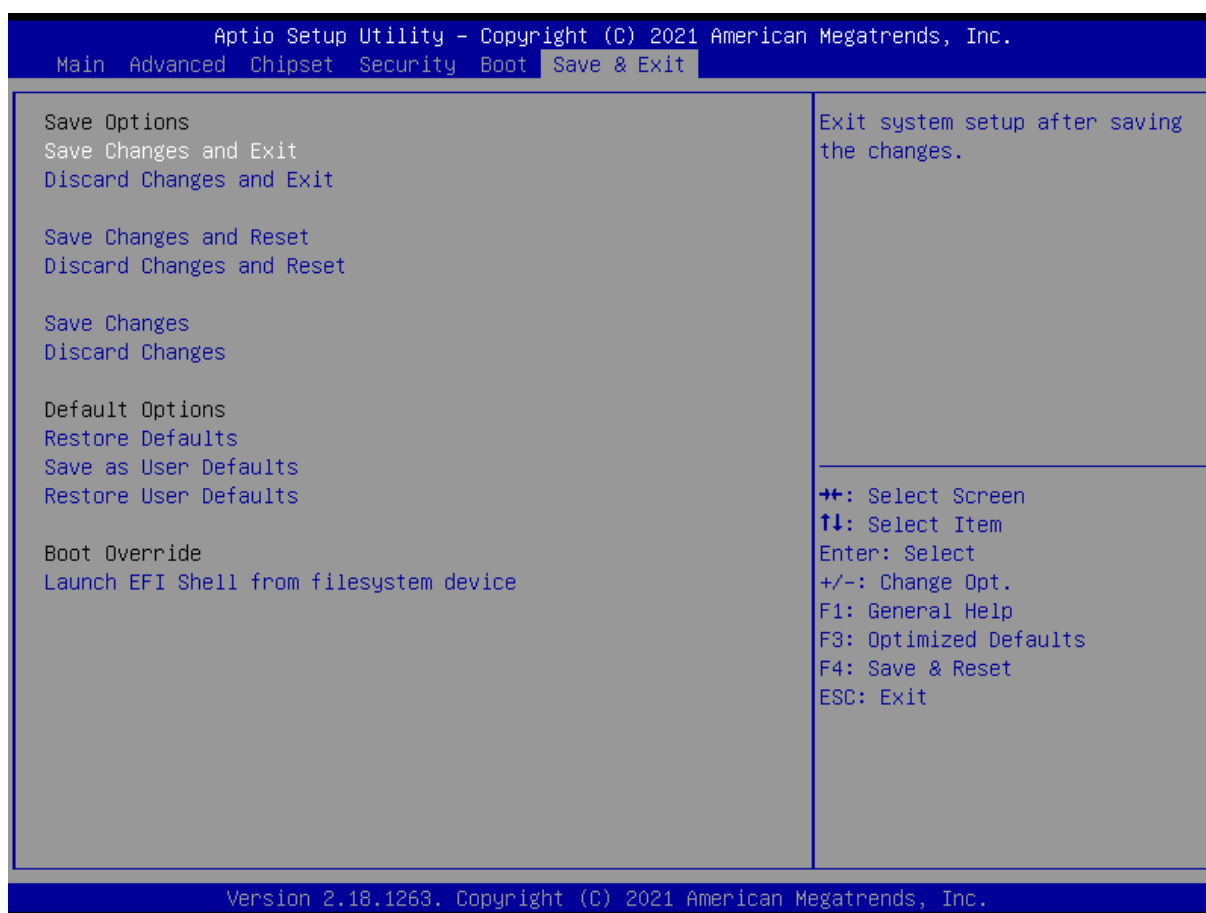 Aptio Setup Utility – Copyright (C) 2021 American Megatrends, Inc.
Main Advanced Chipset Security Boot Save & Exit
Save Options
Save Changes and Exit
Discard Changes and Exit
Save Changes and Reset
Discard Changes and Reset
Save Changes
Discard Changes
Default Options
Restore Defaults
Save as User Defaults
Restore User Defaults
Boot Override
Launch EFI Shell from filesystem device
Exit system setup after saving
the changes.
→←: Select Screen
↑↓: Select Item
Enter: Select
+/-: Change Opt.
F1: General Help
F3: Optimized Defaults
F4: Save & Reset
ESC: Exit
Version 2.18.1263. Copyright (C) 2021 American Megatrends, Inc.